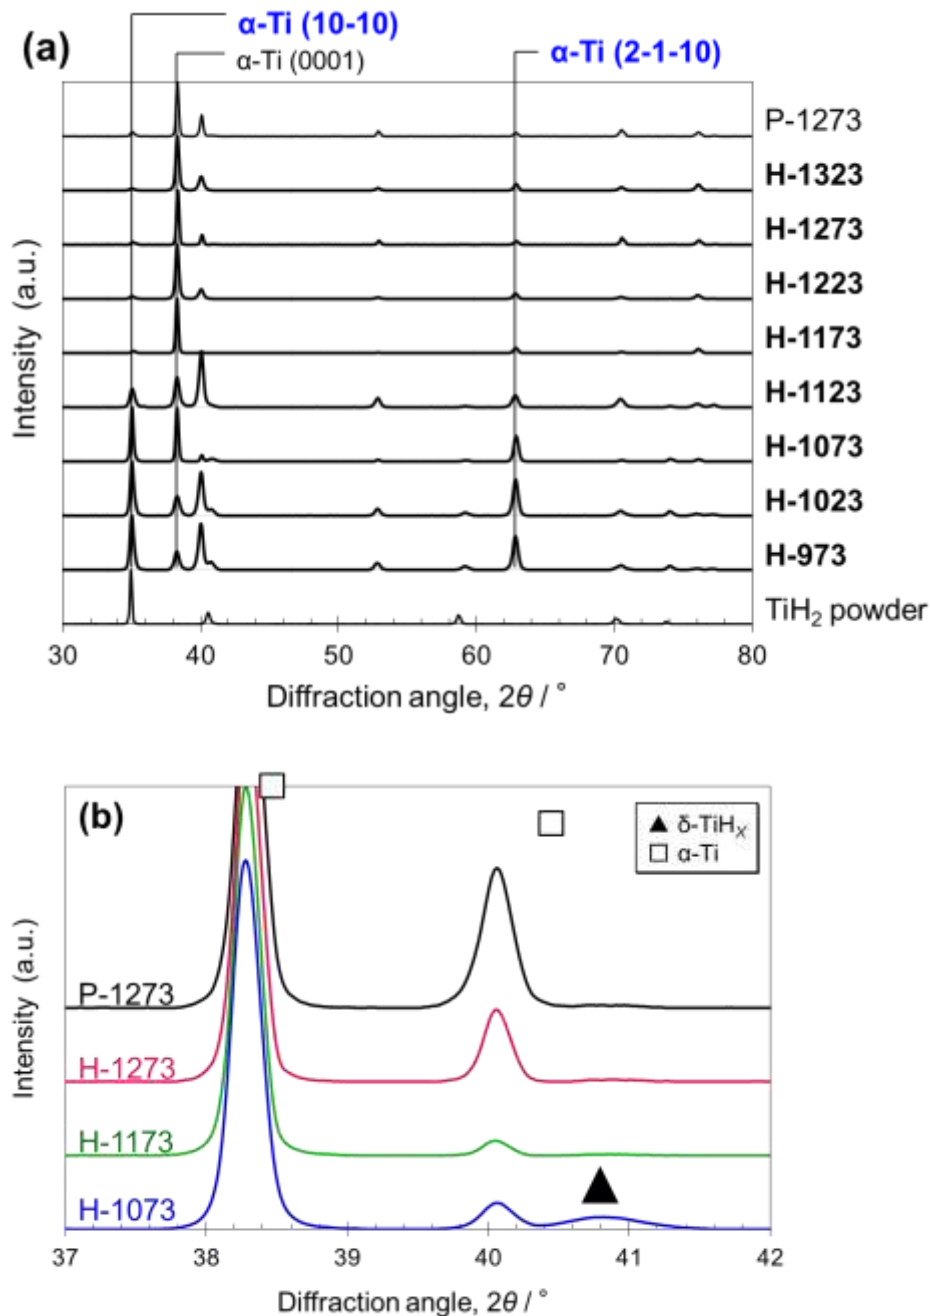 α-Ti (10-10)
(a)
α-Ti (0001)
α-Ti (2-1-10)
P-1273
H-1323
H-1273
H-1223
H-1173
H-1123
H-1073
H-1023
H-973
TiH₂ powder
Intensity (a.u.)
30 40 50 60 70 80
Diffraction angle, 2θ / °
(b)
▲ δ-TiHₓ
□ α-Ti
Intensity (a.u.)
P-1273
H-1273
H-1173
H-1073
37 38 39 40 41 42
Diffraction angle, 2θ / °